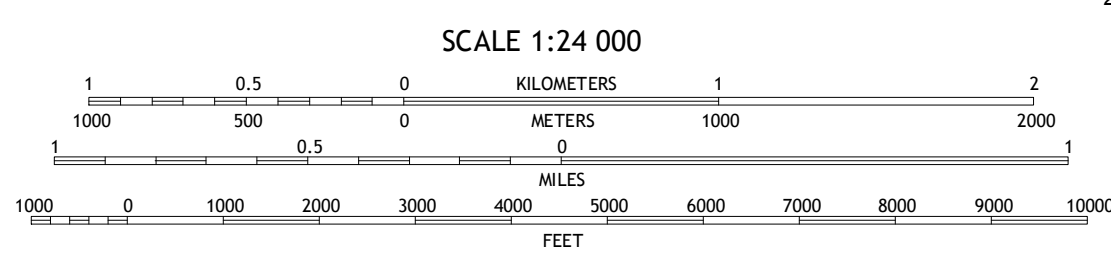 SCALE 1:24 000
1 0.5 0 KILOMETERS 1 2
1000 500 0 METERS 1000 2000
1 0.5 0 1
MILES
1000 0 1000 2000 3000 4000 5000 6000 7000 8000 9000 10000
FEET